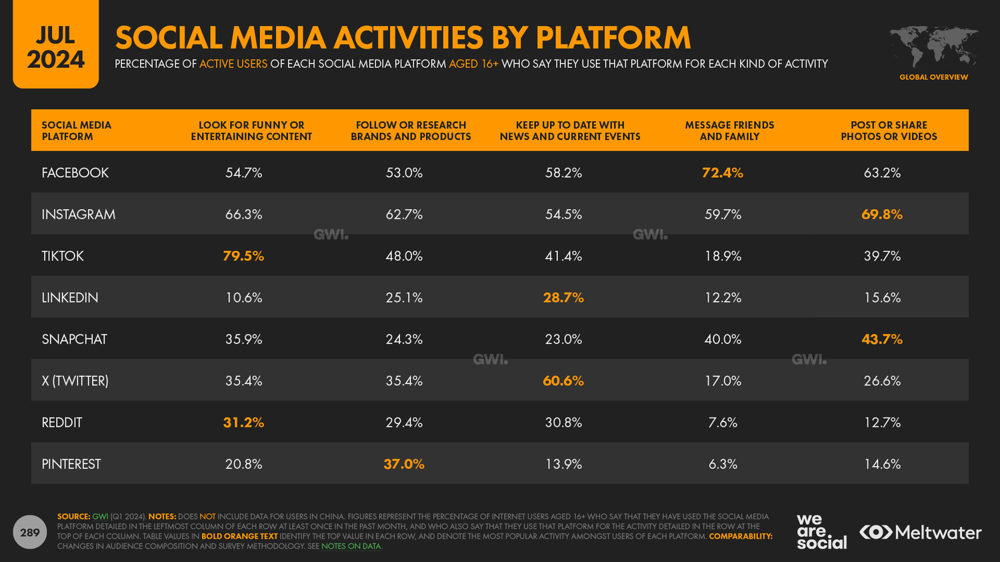 JUL
2024
SOCIAL MEDIA ACTIVITIES BY PLATFORM
PERCENTAGE OF ACTIVE USERS OF EACH SOCIAL MEDIA PLATFORM AGED 16+ WHO SAY THEY USE THAT PLATFORM FOR EACH KIND OF ACTIVITY
GLOBAL OVERVIEW
SOCIAL MEDIA PLATFORM LOOK FOR FUNNY OR ENTERTAINING CONTENT FOLLOW OR RESEARCH BRANDS AND PRODUCTS KEEP UP TO DATE WITH NEWS AND CURRENT EVENTS MESSAGE FRIENDS AND FAMILY POST OR SHARE PHOTOS OR VIDEOS
FACEBOOK 54.7% 53.0% 58.2% 72.4% 63.2%
INSTAGRAM 66.3% 62.7% 54.5% 59.7% 69.8%
GWI. GWI.
TIKTOK 79.5% 48.0% 41.4% 18.9% 39.7%
LINKEDIN 10.6% 25.1% 28.7% 12.2% 15.6%
SNAPCHAT 35.9% 24.3% 23.0% 40.0% 43.7%
GWI. GWI.
X (TWITTER) 35.4% 35.4% 60.6% 17.0% 26.6%
REDDIT 31.2% 29.4% 30.8% 7.6% 12.7%
PINTEREST 20.8% 37.0% 13.9% 6.3% 14.6%
289
SOURCE: GWI (Q1 2024). NOTES: DOES NOT INCLUDE DATA FOR USERS IN CHINA. FIGURES REPRESENT THE PERCENTAGE OF INTERNET USERS AGED 16+ WHO SAY THAT THEY HAVE USED THE SOCIAL MEDIA
PLATFORM DETAILED IN THE LEFTMOST COLUMN OF EACH ROW AT LEAST ONCE IN THE PAST MONTH, AND WHO ALSO SAY THAT THEY USE THAT PLATFORM FOR THE ACTIVITY DETAILED IN THE ROW AT THE
TOP OF EACH COLUMN. TABLE VALUES IN BOLD ORANGE TEXT IDENTIFY THE TOP VALUE IN EACH ROW, AND DENOTE THE MOST POPULAR ACTIVITY AMONGST USERS OF EACH PLATFORM. COMPARABILITY:
CHANGES IN AUDIENCE COMPOSITION AND SURVEY METHODOLOGY. SEE NOTES ON DATA.
we
are
social
Meltwater